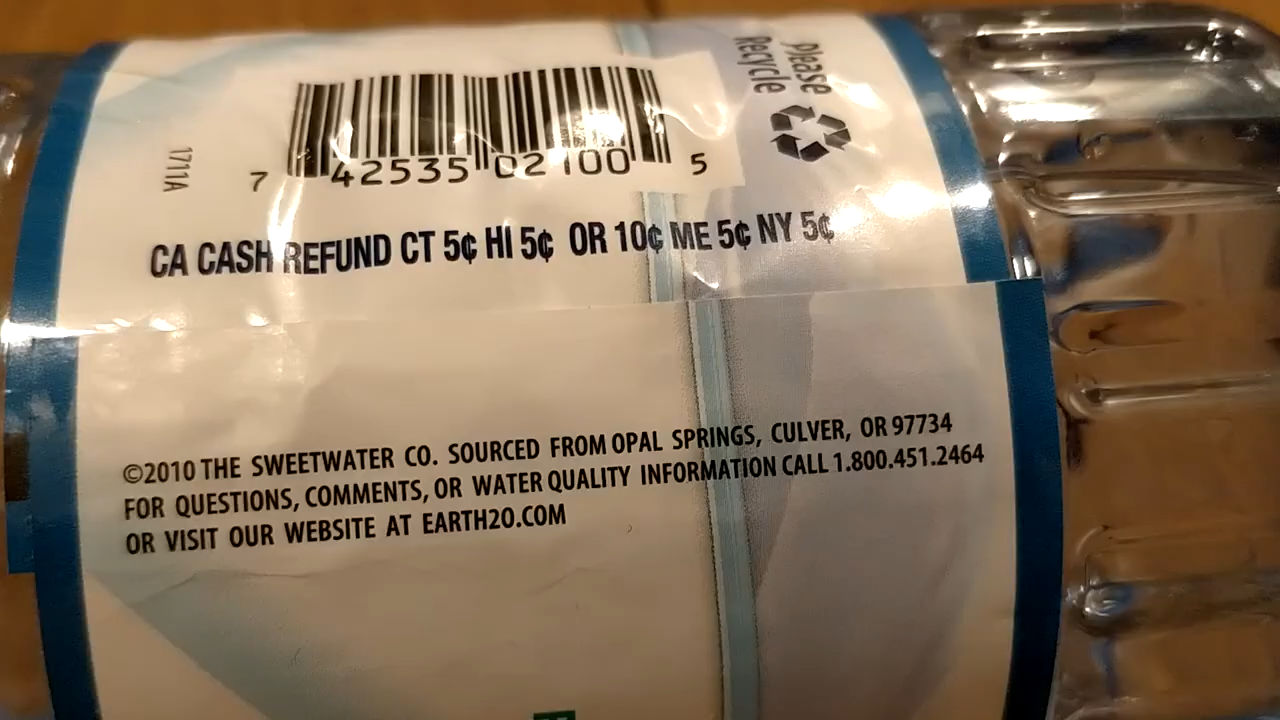 Please
Recycle
1711A
7 42535 02100 5
CA CASH REFUND CT 5¢ HI 5¢ OR 10¢ ME 5¢ NY 5¢
©2010 THE SWEETWATER CO. SOURCED FROM OPAL SPRINGS, CULVER, OR 97734
FOR QUESTIONS, COMMENTS, OR WATER QUALITY INFORMATION CALL 1.800.451.2464
OR VISIT OUR WEBSITE AT EARTH2O.COM